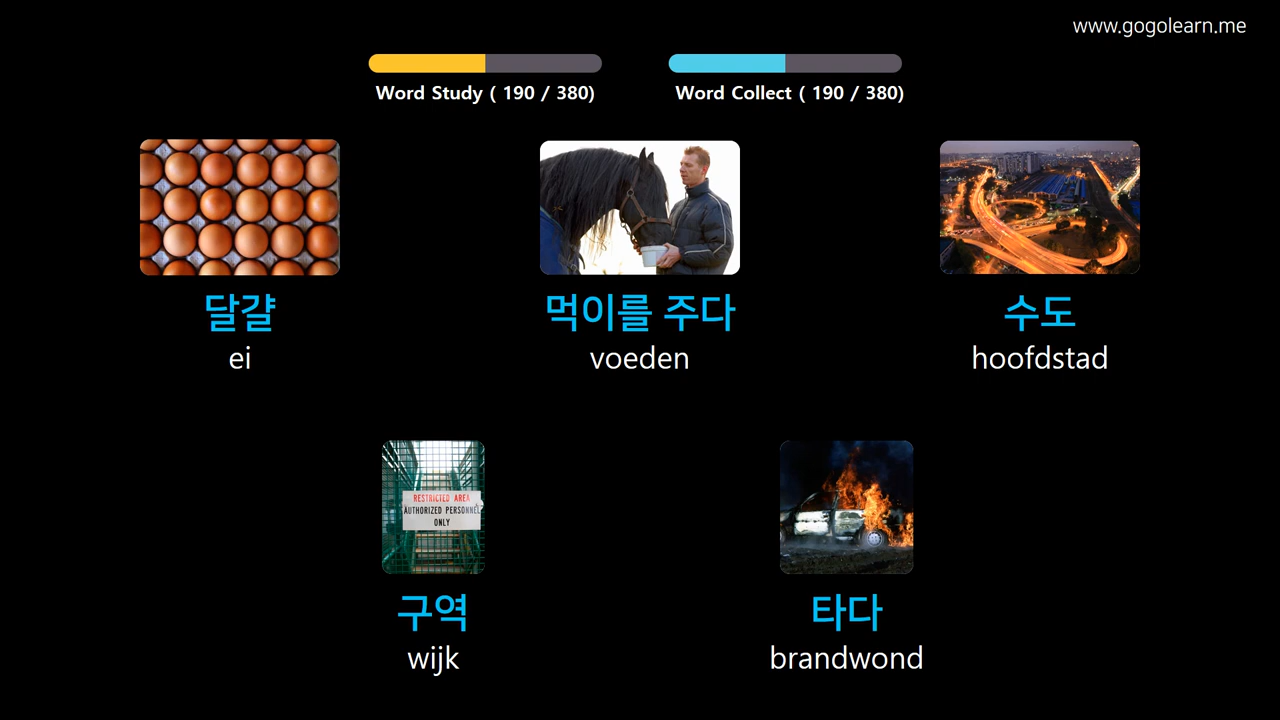 www.gogolearn.me
Word Study ( 190 / 380)
Word Collect ( 190 / 380)
달걀
ei
먹이를 주다
voeden
수도
hoofdstad
RESTRICTED AREA
AUTHORIZED PERSONNEL
ONLY
구역
wijk
타다
brandwond